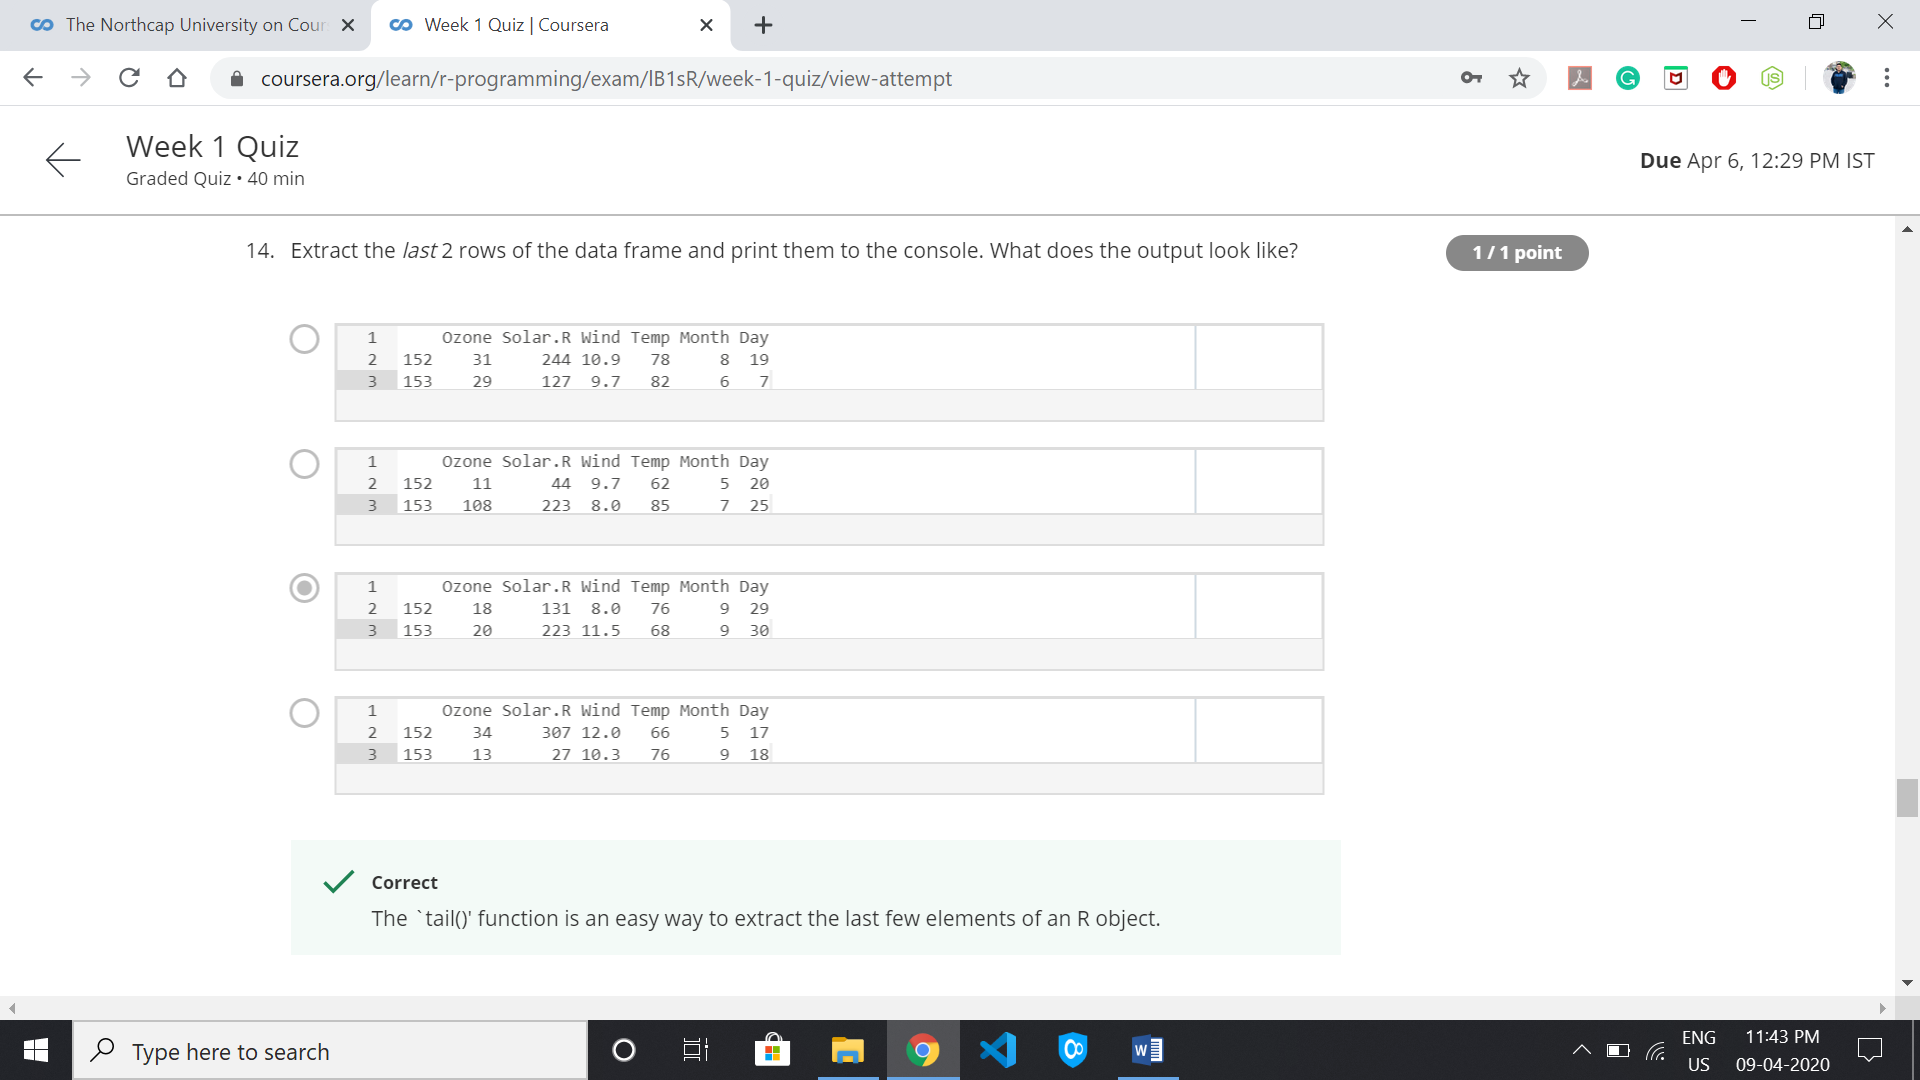 The Northcap University on Cour
Week 1 Quiz | Coursera
coursera.org/learn/r-programming/exam/lB1sR/week-1-quiz/view-attempt
Week 1 Quiz
Graded Quiz • 40 min
Due Apr 6, 12:29 PM IST
14. Extract the last 2 rows of the data frame and print them to the console. What does the output look like?
1 / 1 point
1 Ozone Solar.R Wind Temp Month Day
2 152 31 244 10.9 78 8 19
3 153 29 127 9.7 82 6 7
1 Ozone Solar.R Wind Temp Month Day
2 152 11 44 9.7 62 5 20
3 153 108 223 8.0 85 7 25
1 Ozone Solar.R Wind Temp Month Day
2 152 18 131 8.0 76 9 29
3 153 20 223 11.5 68 9 30
1 Ozone Solar.R Wind Temp Month Day
2 152 34 307 12.0 66 5 17
3 153 13 27 10.3 76 9 18
Correct
The `tail()' function is an easy way to extract the last few elements of an R object.
Type here to search
ENG
US
11:43 PM
09-04-2020